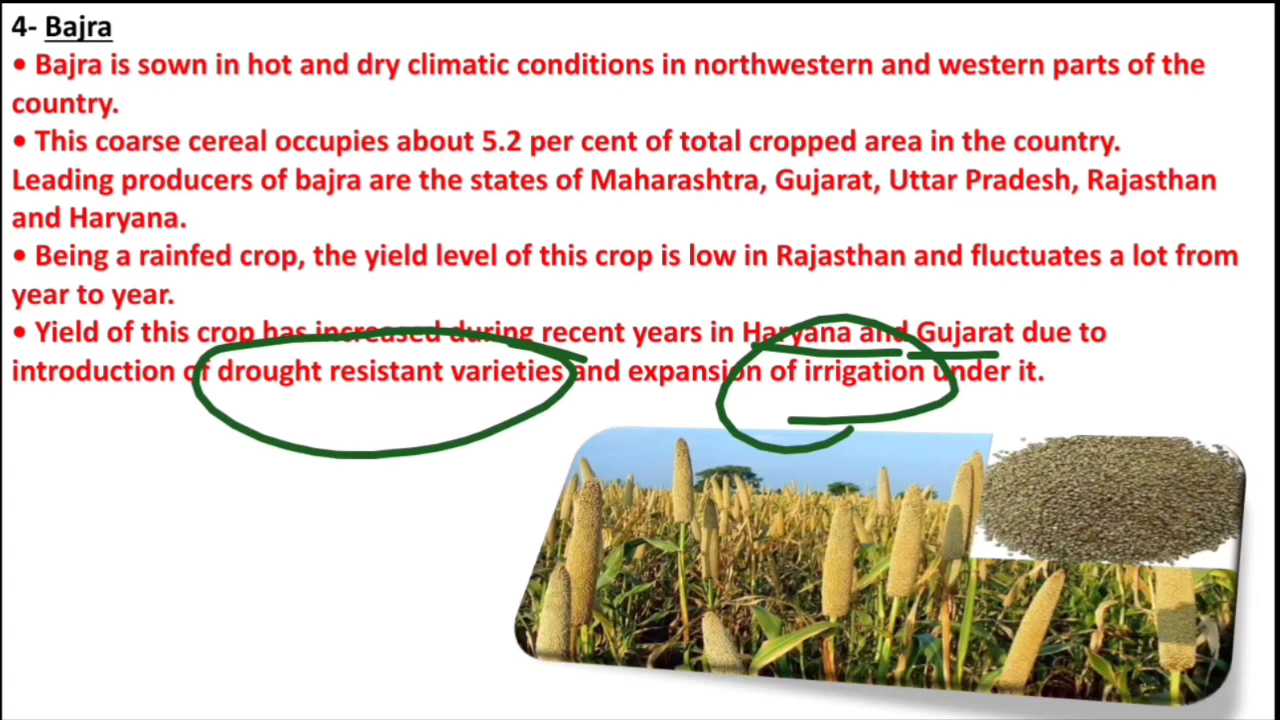 4- Bajra
• Bajra is sown in hot and dry climatic conditions in northwestern and western parts of the
country.
• This coarse cereal occupies about 5.2 per cent of total cropped area in the country.
Leading producers of bajra are the states of Maharashtra, Gujarat, Uttar Pradesh, Rajasthan
and Haryana.
• Being a rainfed crop, the yield level of this crop is low in Rajasthan and fluctuates a lot from
year to year.
• Yield of this crop has increased during recent years in Haryana and Gujarat due to
introduction of drought resistant varieties and expansion of irrigation under it.